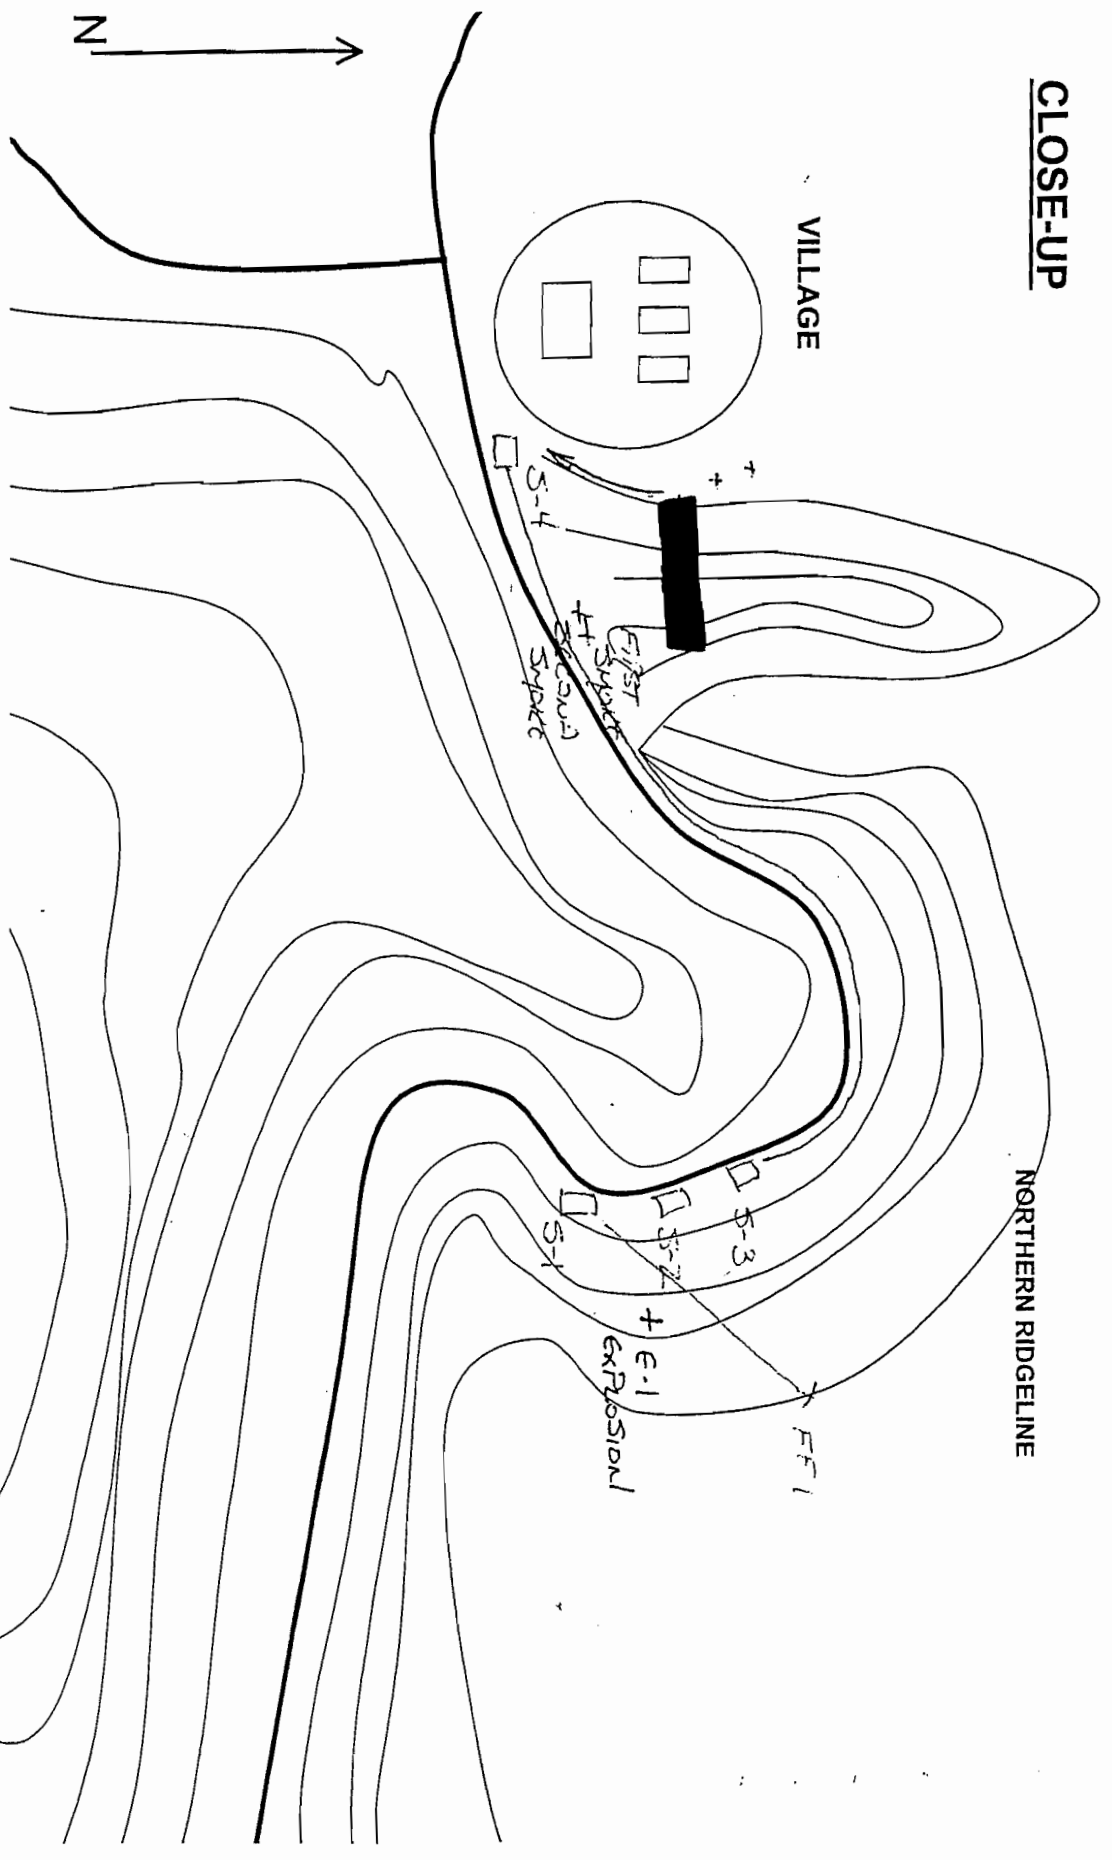 CLOSE-UP
N
VILLAGE
NORTHERN RIDGELINE
S-4
FIRST
SMOKE
SECOND
SMOKE
S-3
S-2
S-1
E-1
EXPLOSION
FF1